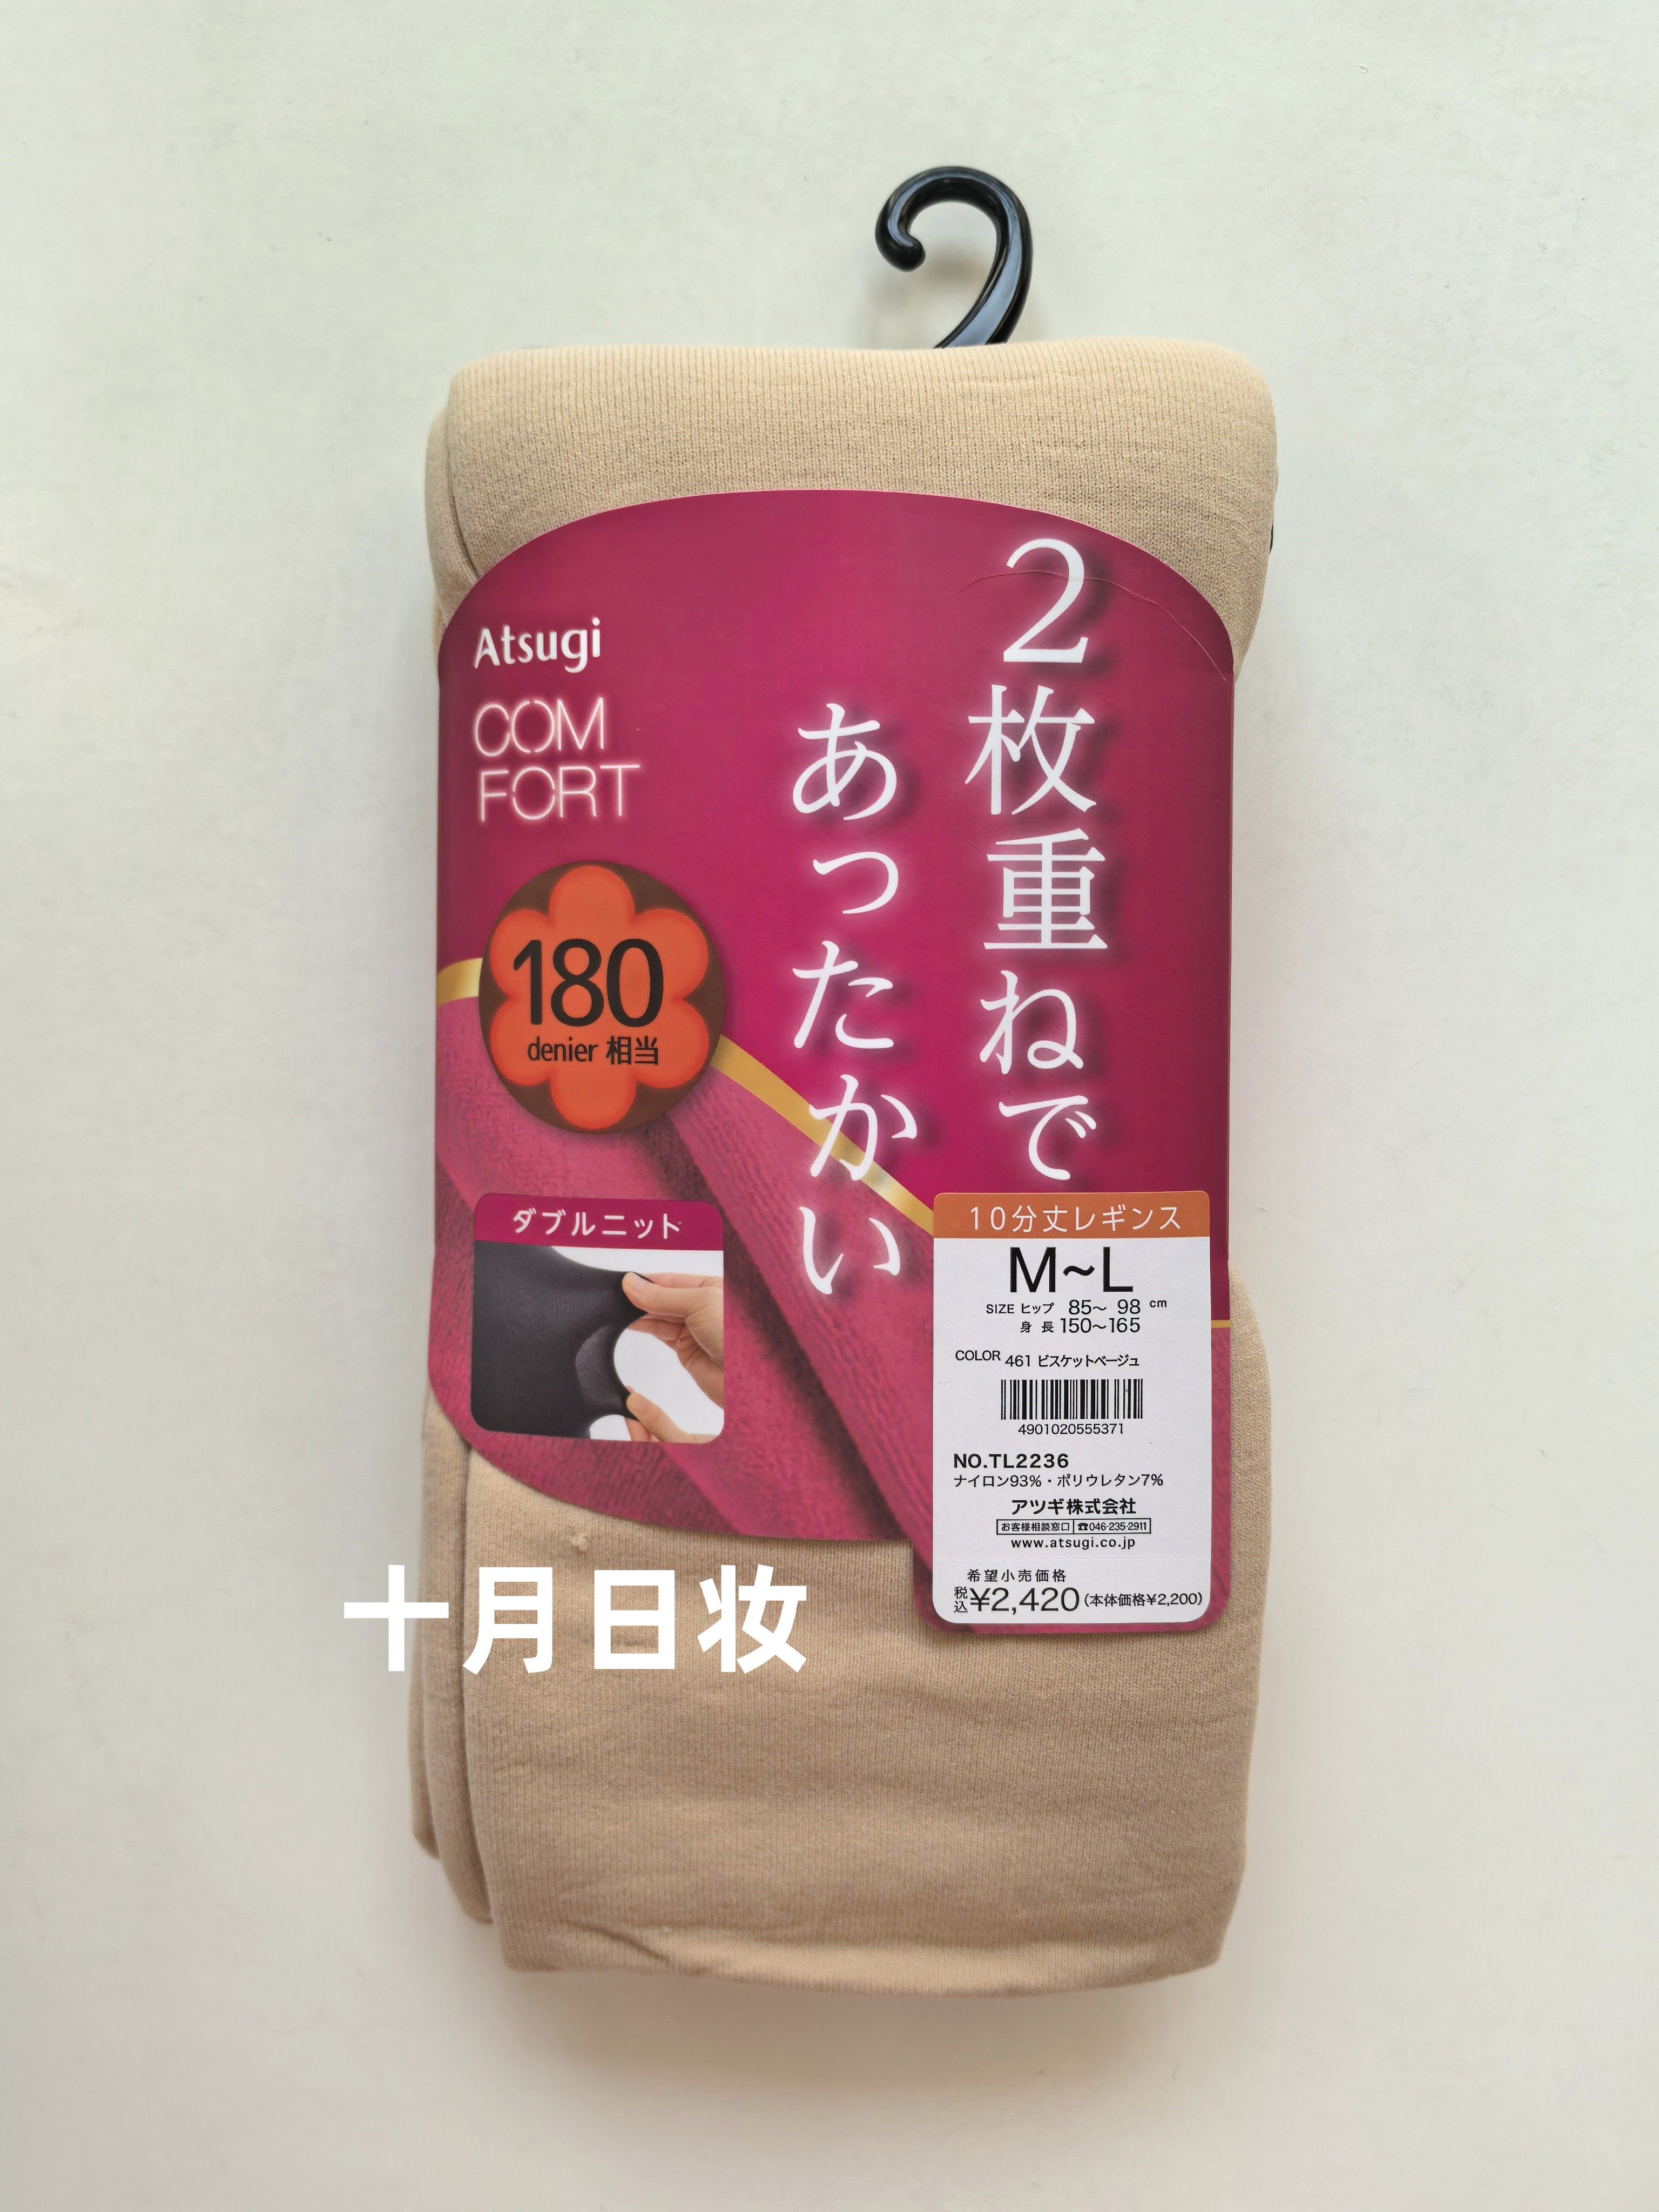 Atsugi
COM
FORT
2枚重ねで
あったかい
180
denier 相当
ダブルニット
10分丈レギンス
M~L
SIZE ヒップ 85~ 98 cm
身長 150~165
COLOR 461 ビスケットベージュ
4901020555371
NO.TL2236
ナイロン93%・ポリウレタン7%
アツギ株式会社
お客様相談窓口 ☎046-235-2911
www.atsugi.co.jp
希望小売価格
税込 ¥2,420 (本体価格¥2,200)
十月日妆